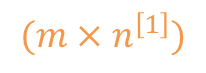 (m × n^{[1]})